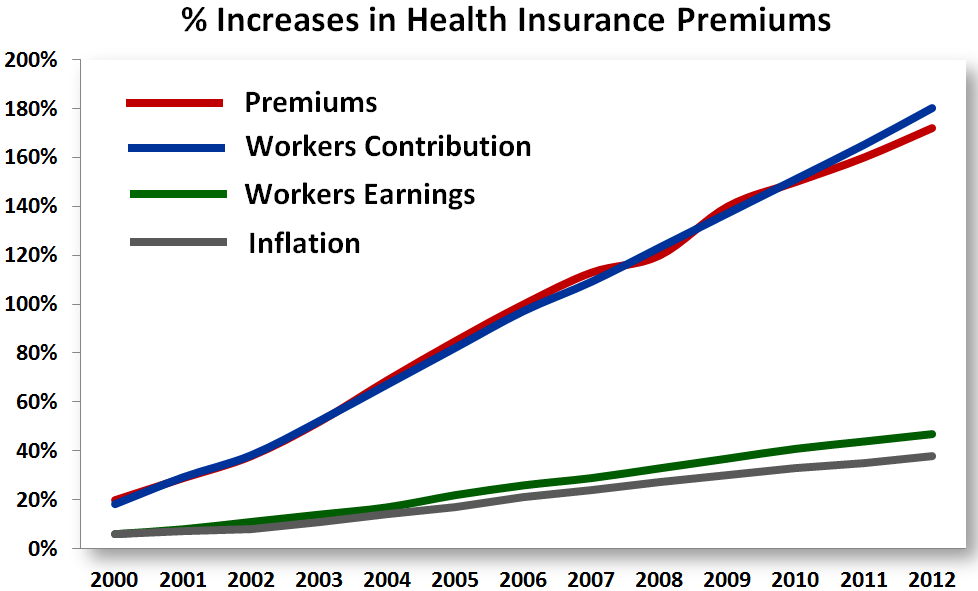 % Increases in Health Insurance Premiums
200%
180%
160%
140%
120%
100%
80%
60%
40%
20%
0%
Premiums
Workers Contribution
Workers Earnings
Inflation
2000 2001 2002 2003 2004 2005 2006 2007 2008 2009 2010 2011 2012